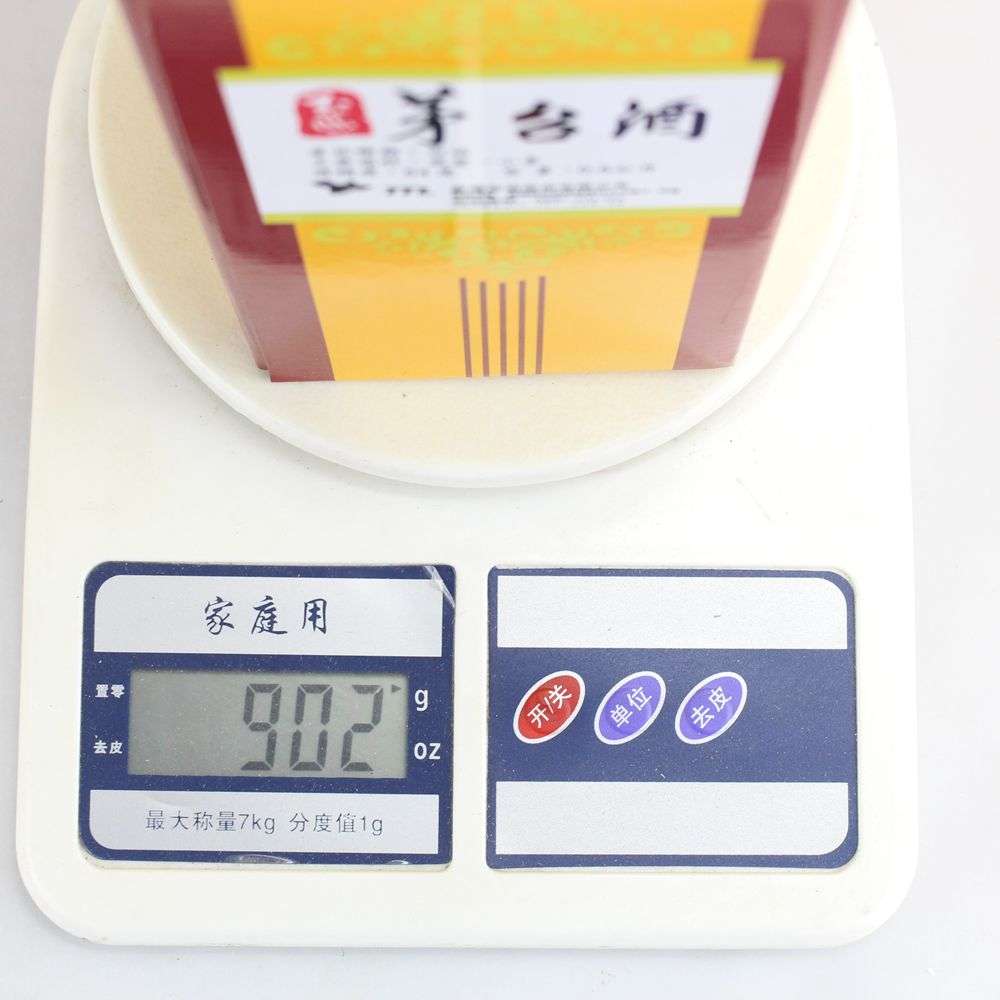 茅台酒
家庭用
置零
902 g
去皮
oz
最大称量7kg 分度值1g
开/关
单位
去皮